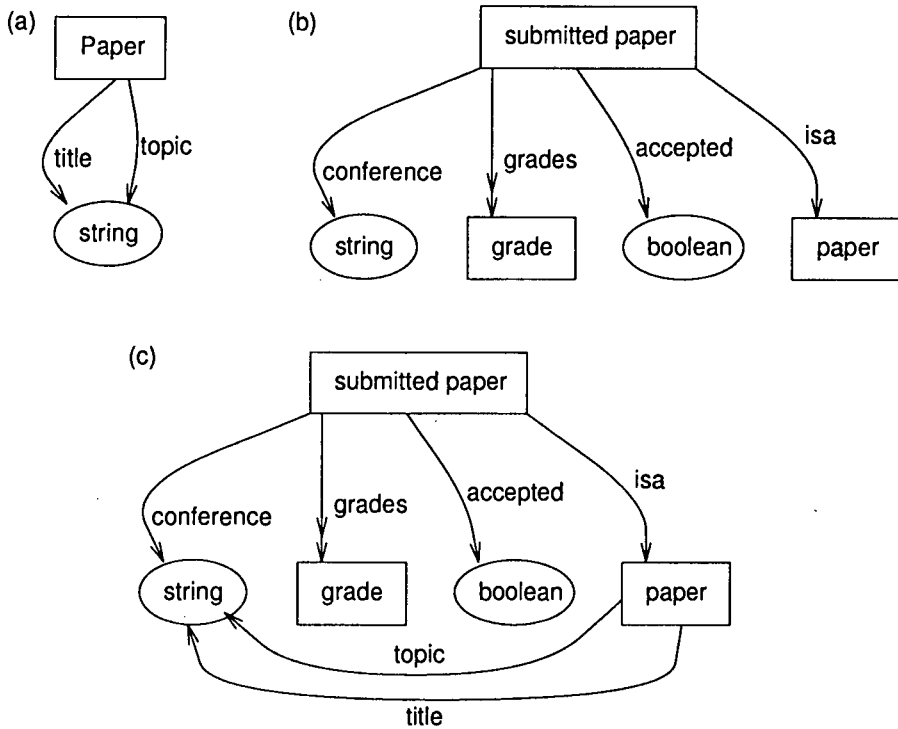 (a)
Paper
title
topic
string
(b)
submitted paper
conference
grades
accepted
isa
string
grade
boolean
paper
(c)
submitted paper
conference
grades
accepted
isa
string
grade
boolean
paper
topic
title